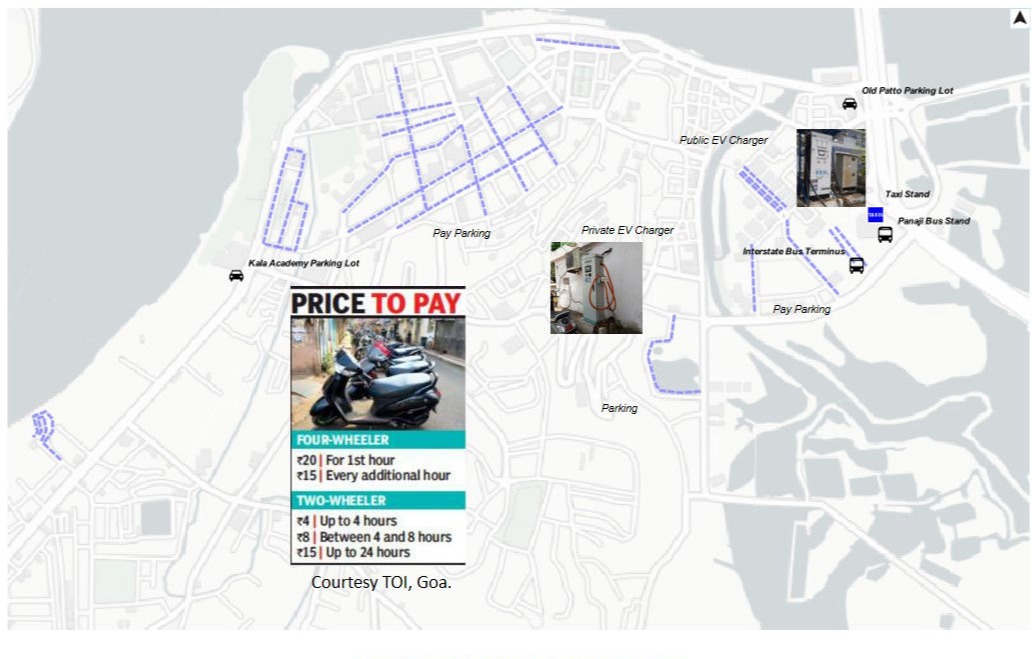 Old Patto Parking Lot
Public EV Charger
Taxi Stand
TAXI
Panaji Bus Stand
Pay Parking
Private EV Charger
Interstate Bus Terminus
Kala Academy Parking Lot
PRICE TO PAY
Pay Parking
Parking
FOUR-WHEELER
₹20 | For 1st hour
₹15 | Every additional hour
TWO-WHEELER
₹4 | Up to 4 hours
₹8 | Between 4 and 8 hours
₹15 | Up to 24 hours
Courtesy TOI, Goa.